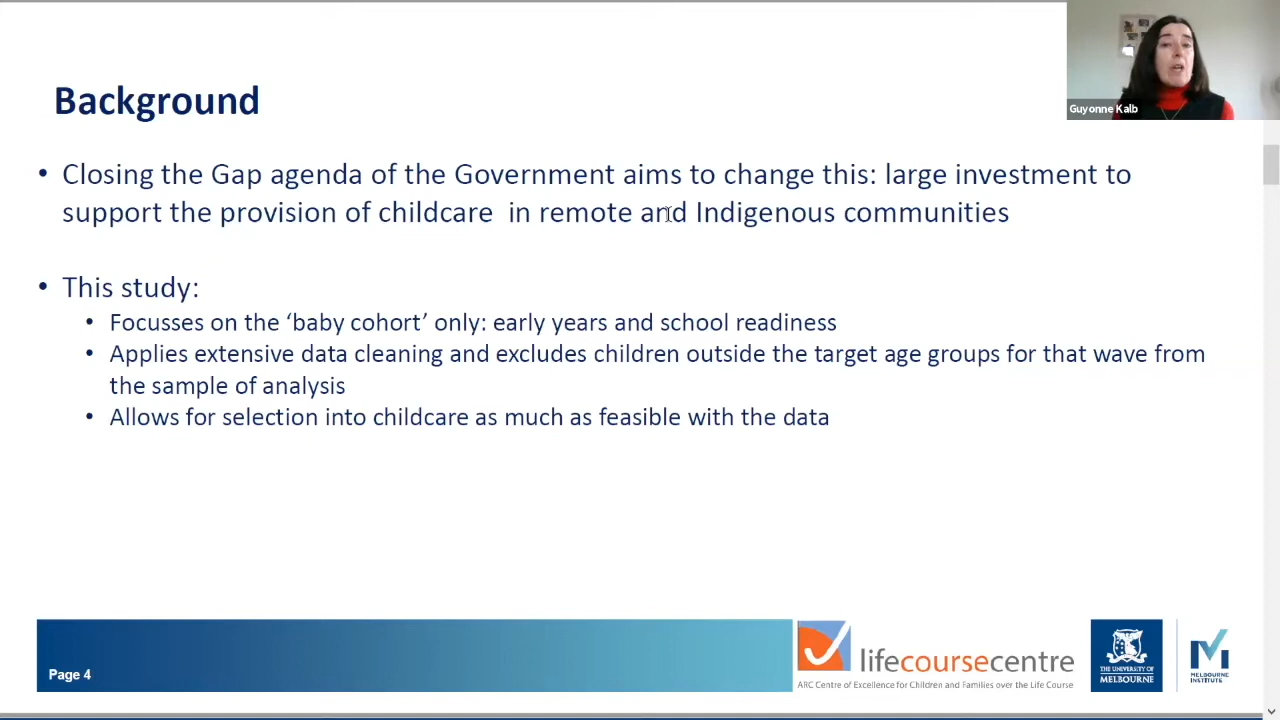 Guyonne Kalb
Background
• Closing the Gap agenda of the Government aims to change this: large investment to
support the provision of childcare in remote and Indigenous communities
• This study:
• Focusses on the ‘baby cohort’ only: early years and school readiness
• Applies extensive data cleaning and excludes children outside the target age groups for that wave from
the sample of analysis
• Allows for selection into childcare as much as feasible with the data
Page 4
lifecoursecentre
ARC Centre of Excellence for Children and Families over the Life Course
THE UNIVERSITY OF
MELBOURNE
MELBOURNE
INSTITUTE